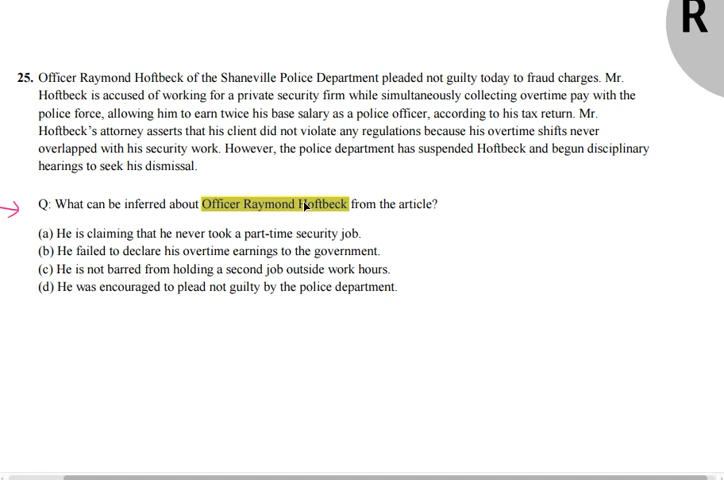 R
25. Officer Raymond Hoftbeck of the Shaneville Police Department pleaded not guilty today to fraud charges. Mr.
Hoftbeck is accused of working for a private security firm while simultaneously collecting overtime pay with the
police force, allowing him to earn twice his base salary as a police officer, according to his tax return. Mr.
Hoftbeck's attorney asserts that his client did not violate any regulations because his overtime shifts never
overlapped with his security work. However, the police department has suspended Hoftbeck and begun disciplinary
hearings to seek his dismissal.
Q: What can be inferred about Officer Raymond Hoftbeck from the article?
(a) He is claiming that he never took a part-time security job.
(b) He failed to declare his overtime earnings to the government.
(c) He is not barred from holding a second job outside work hours.
(d) He was encouraged to plead not guilty by the police department.